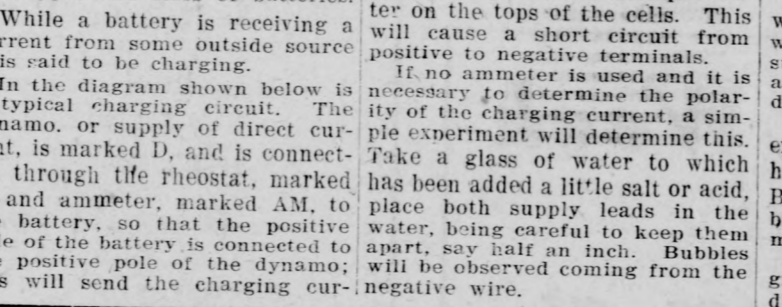 While a battery is receiving a
rrent from some outside source
is said to be charging.
In the diagram shown below is
typical charging circuit. The
namo. or supply of direct cur-
nt, is marked D, and is connect-
through the rheostat, marked
and ammeter, marked AM, to
battery, so that the positive
e of the battery is connected to
positive pole of the dynamo;
s will send the charging cur-
ter on the tops of the cells. This
will cause a short circuit from
positive to negative terminals.
If no ammeter is used and it is
necessary to determine the polar-
ity of the charging current, a sim-
ple experiment will determine this.
Take a glass of water to which
has been added a little salt or acid,
place both supply leads in the
water, being careful to keep them
apart, say half an inch. Bubbles
will be observed coming from the
negative wire.